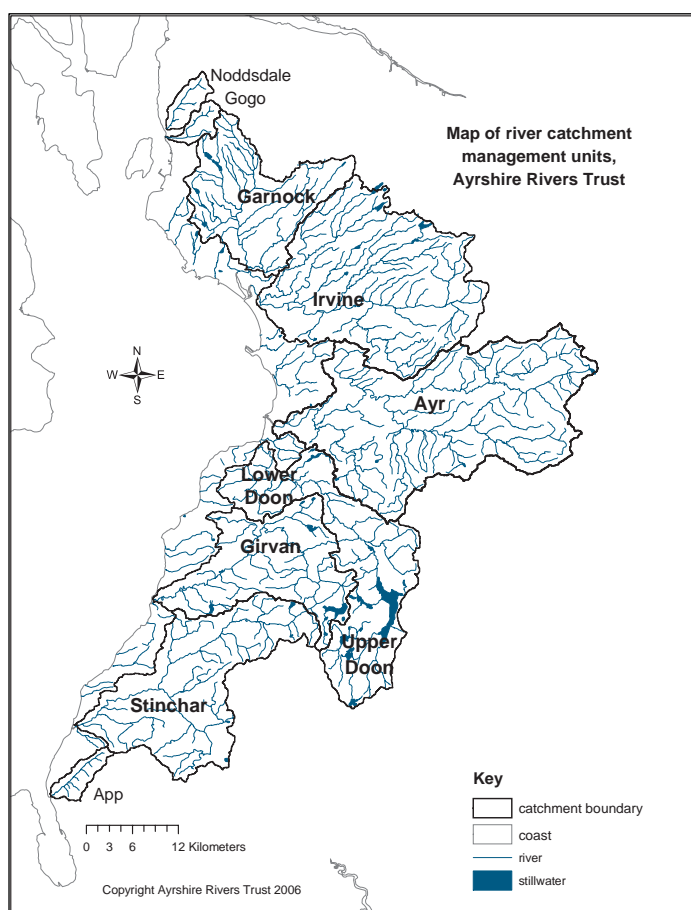 Noddsdale
Gogo
Map of river catchment
management units,
Ayrshire Rivers Trust
Garnock
Irvine
N
W E
S
Ayr
Lower
Doon
Girvan
Upper
Doon
Stinchar
App
Key
catchment boundary
coast
river
stillwater
0 3 6 12 Kilometers
Copyright Ayrshire Rivers Trust 2006